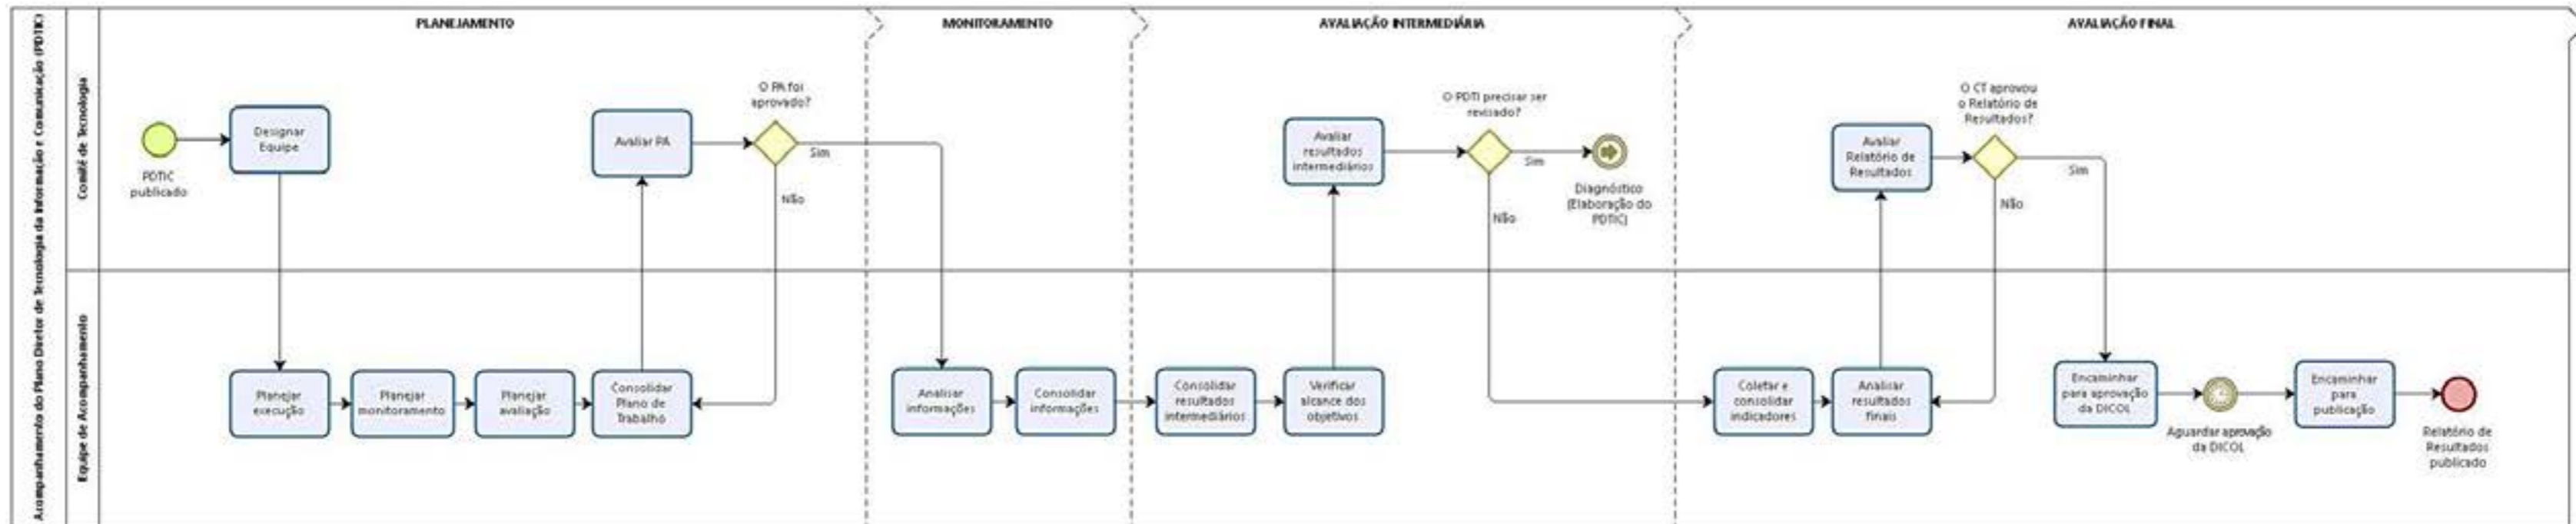 Acompanhamento do Plano Diretor de Tecnologia da Informação e Comunicação (PDTIC)
Comitê de Tecnologia
Equipe de Acompanhamento
PLANEJAMENTO
MONITORAMENTO
AVALIAÇÃO INTERMEDIÁRIA
AVALIAÇÃO FINAL
PDTIC
publicado
Designar
Equipe
Avaliar PA
O PA foi
aprovado?
Sim
Não
Planejar
execução
Planejar
monitoramento
Planejar
avaliação
Consolidar
Plano de
Trabalho
Analisar
informações
Consolidar
informações
Avaliar
resultados
intermediários
O PDTI precisar ser
revisado?
Sim
Não
Diagnóstico
(Elaboração do
PDTIC)
Consolidar
resultados
intermediários
Verificar
alcance dos
objetivos
Avaliar
Relatório de
Resultados
O CT aprovou
o Relatório de
Resultados?
Sim
Não
Coletar e
consolidar
indicadores
Analisar
resultados
finais
Encaminhar
para aprovação
da DICOL
Aguardar aprovação
da DICOL
Encaminhar
para
publicação
Relatório de
Resultados
publicado